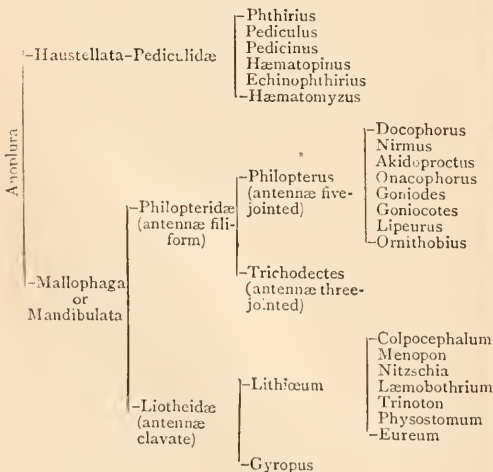 Anoplura
-Haustellata-Pediculidæ
-Phthirius
Pediculus
Pedicinus
Hæmatopinus
Echinophthirius
-Hæmatomyzus
-Mallophaga
or
Mandibulata
-Philopteridæ
(antennæ fili-
form)
-Philopterus
(antennæ five-
jointed)
-Docophorus
Nirmus
Akidoproctus
Onacophorus
Goniodes
Goniocotes
Lipeurus
-Ornithobius
-Trichodectes
(antennæ three-
jointed)
-Liotheidæ
(antennæ
clavate)
-Lithœum
-Colpocephalum
Menopon
Nitzschia
Læmobothrium
Trinoton
Physostomum
-Eureum
-Gyropus